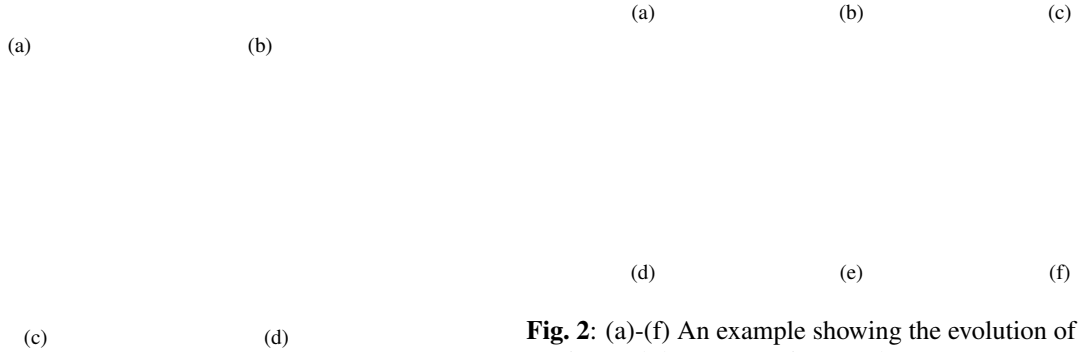 (a) (b)
(c) (d)
(a) (b) (c)
(d) (e) (f)
Fig. 2: (a)-(f) An example showing the evolution of